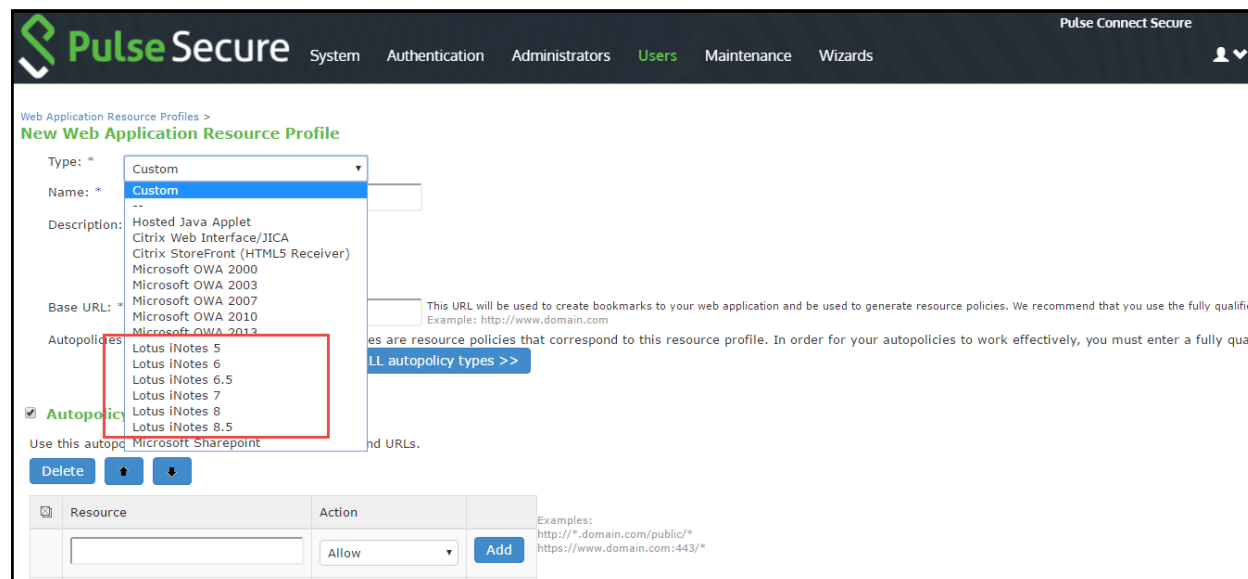 Pulse Connect Secure
Pulse Secure
System Authentication Administrators Users Maintenance Wizards
Web Application Resource Profiles >
New Web Application Resource Profile
Type: * Custom
Name: * Custom
--
Description: Hosted Java Applet
Citrix Web Interface/JICA
Citrix StoreFront (HTML5 Receiver)
Microsoft OWA 2000
Microsoft OWA 2003
Base URL: * Microsoft OWA 2007 This URL will be used to create bookmarks to your web application and be used to generate resource policies. We recommend that you use the fully qualifie
Microsoft OWA 2010 Example: http://www.domain.com
Microsoft OWA 2013
Autopolicies es are resource policies that correspond to this resource profile. In order for your autopolicies to work effectively, you must enter a fully qua
Lotus iNotes 5
Lotus iNotes 6 LL autopolicy types >>
Lotus iNotes 6.5
Lotus iNotes 7
Autopolicy Lotus iNotes 8
Lotus iNotes 8.5
Use this autopo Microsoft Sharepoint nd URLs.
Delete
Resource Action
Examples:
http://*.domain.com/public/*
Allow Add https://www.domain.com:443/*